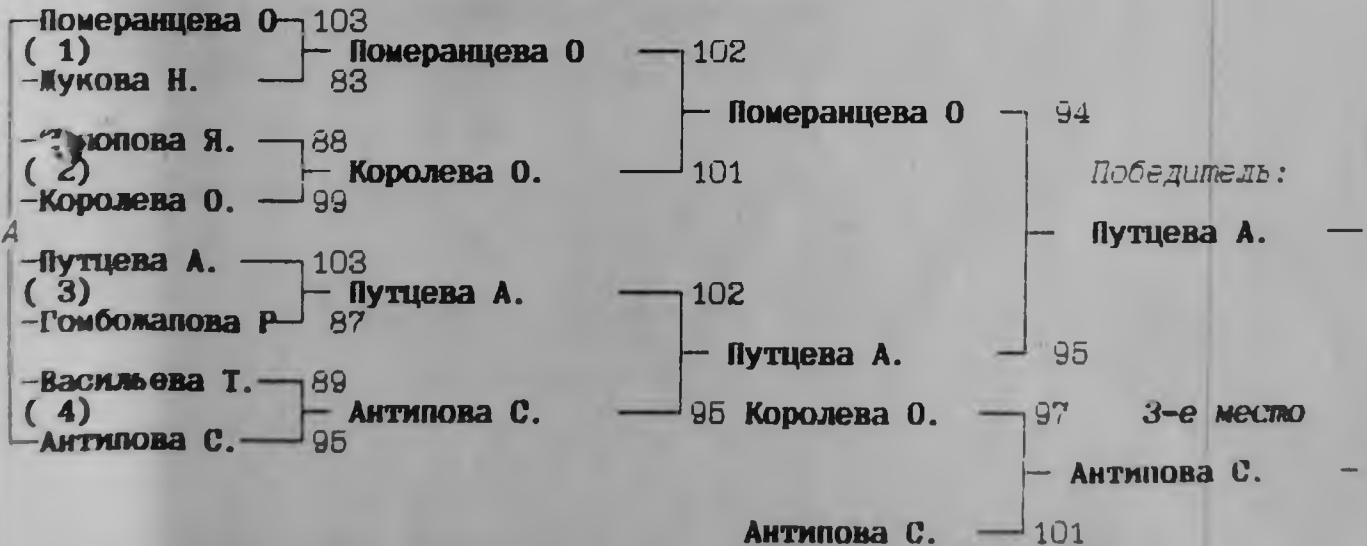 Померанцева О 103
( 1) Померанцева О 102
Жукова Н. 83
Померанцева О 94
Я. 88
( 2) Королева О. 101 Победитель:
Королева О. 99
А Путцева А.
Путцева А. 103
( 3) Путцева А. 102
Гомбожапова Р 87
Путцева А. 95
Васильева Т. 89
( 4) Антипова С. 95 Королева О. 97 3-е место
Антипова С. 95
Антипова С.
Антипова С. 101